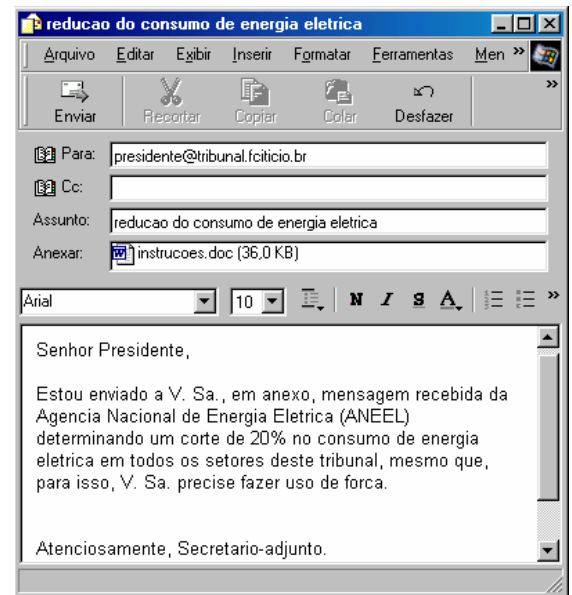 reducao do consumo de energia eletrica
Arquivo Editar Exibir Inserir Formatar Ferramentas Men »
Enviar Recortar Copiar Colar Desfazer »
Para: presidente@tribunal.fciticio.br
Cc:
Assunto: reducao do consumo de energia eletrica
Anexar: instrucoes.doc (36,0 KB)
Arial 10 N I S A »
Senhor Presidente,
Estou enviado a V. Sa., em anexo, mensagem recebida da
Agencia Nacional de Energia Eletrica (ANEEL)
determinando um corte de 20% no consumo de energia
eletrica em todos os setores deste tribunal, mesmo que,
para isso, V. Sa. precise fazer uso de forca.
Atenciosamente, Secretario-adjunto.